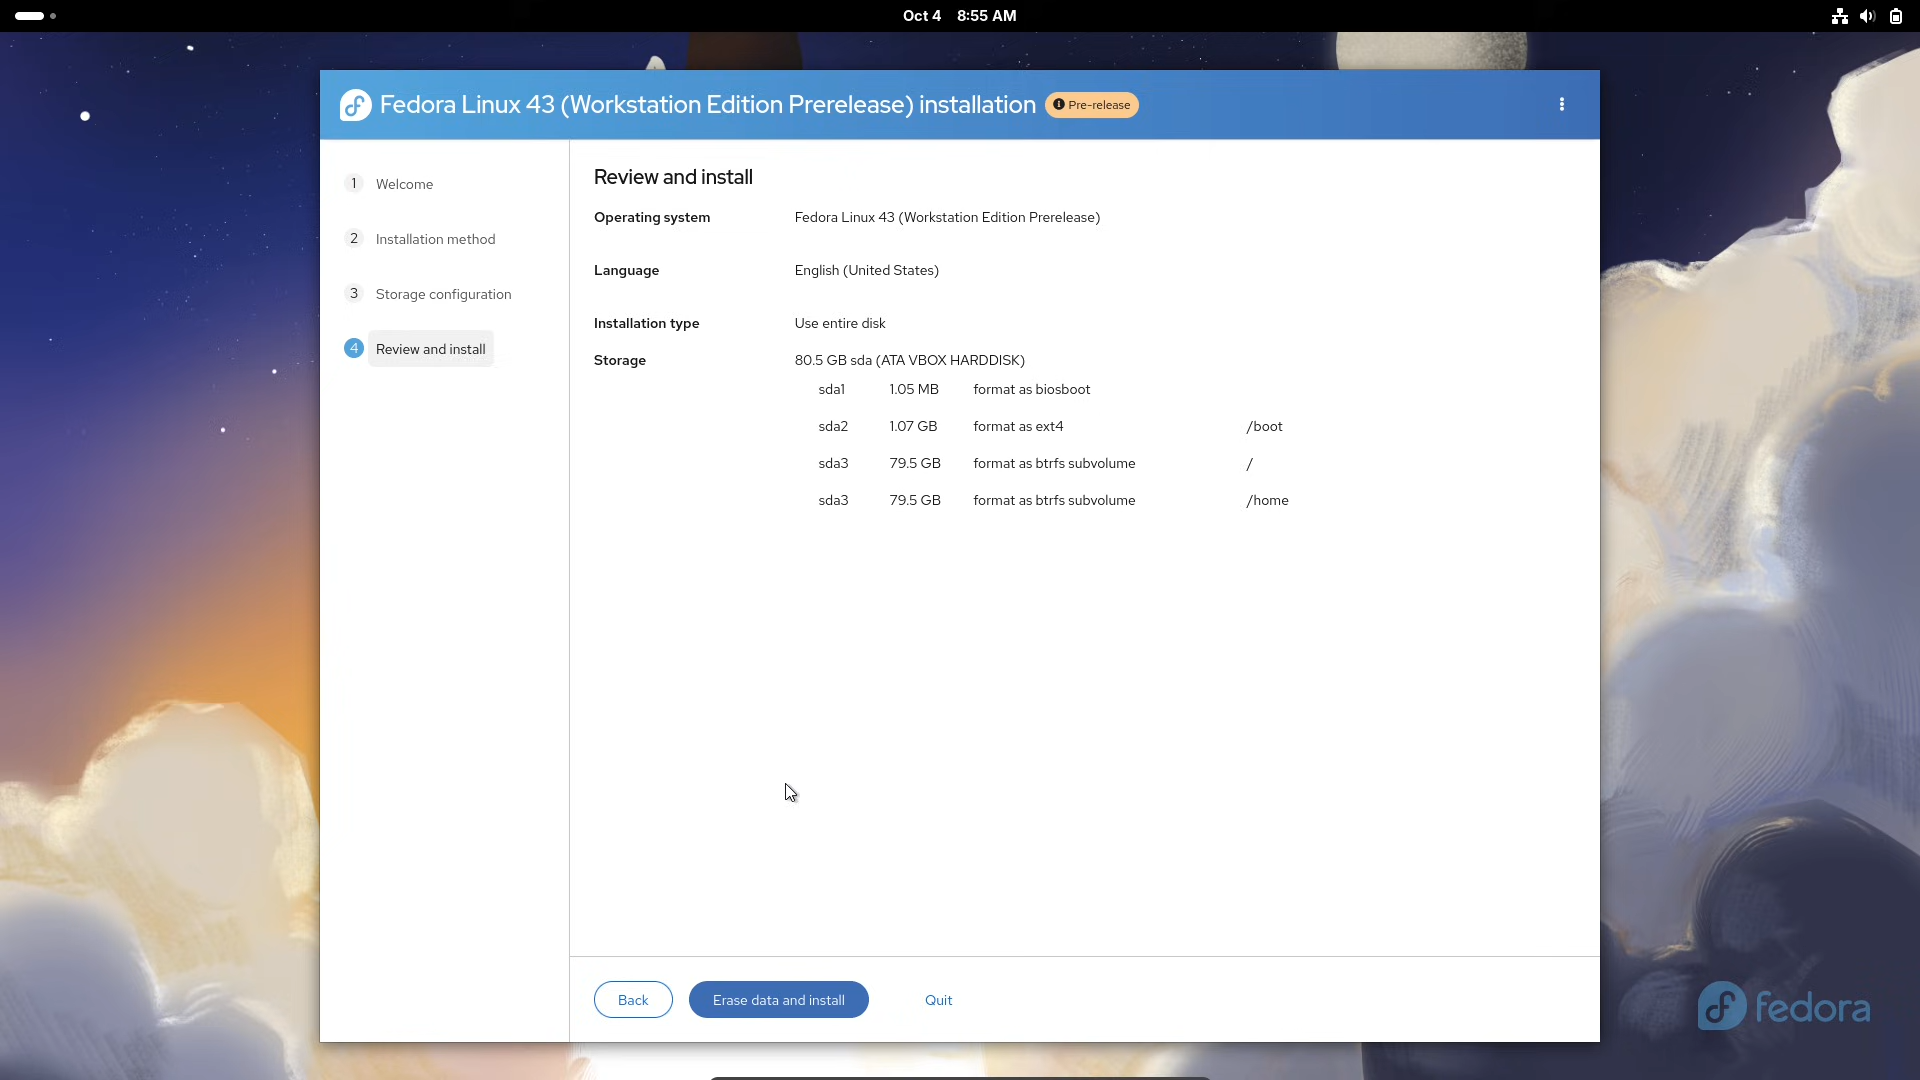 Oct 4 8:55 AM
Fedora Linux 43 (Workstation Edition Prerelease) installation
Pre-release
1 Welcome
2 Installation method
3 Storage configuration
4 Review and install
Review and install
Operating system Fedora Linux 43 (Workstation Edition Prerelease)
Language English (United States)
Installation type Use entire disk
Storage 80.5 GB sda (ATA VBOX HARDDISK)
sda1 1.05 MB format as biosboot
sda2 1.07 GB format as ext4 /boot
sda3 79.5 GB format as btrfs subvolume /
sda3 79.5 GB format as btrfs subvolume /home
Back Erase data and install Quit
fedora